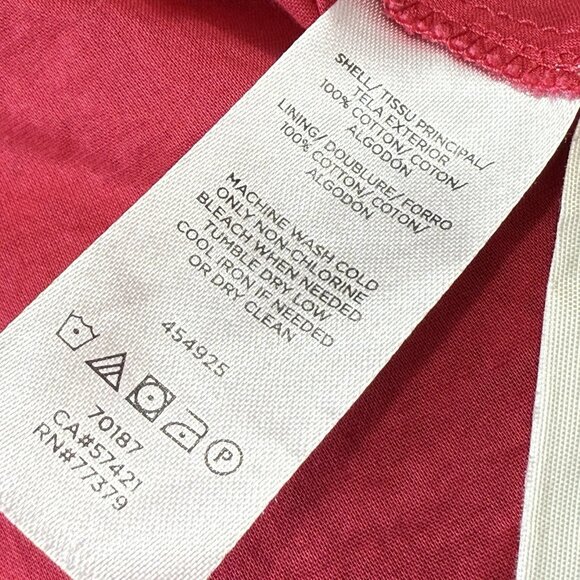 SHELL/TISSU PRINCIPAL/
TELA EXTERIOR
100% COTTON/COTON/
ALGODÓN
LINING/DOUBLURE/FORRO
100% COTTON/COTON/
ALGODÓN
MACHINE WASH COLD
ONLY NON-CHLORINE
BLEACH WHEN NEEDED
TUMBLE DRY LOW
COOL IRON IF NEEDED
OR DRY CLEAN
454925
P
70187
CA#57421
RN#77379